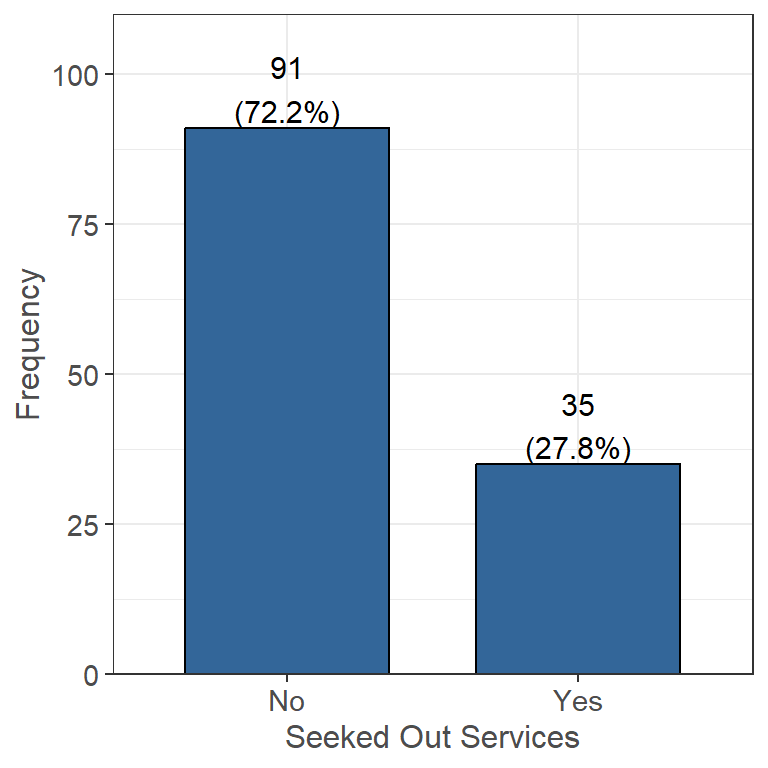 91
(72.2%)
35
(27.8%)
100
75
50
25
0
Frequency
No
Yes
Seeked Out Services